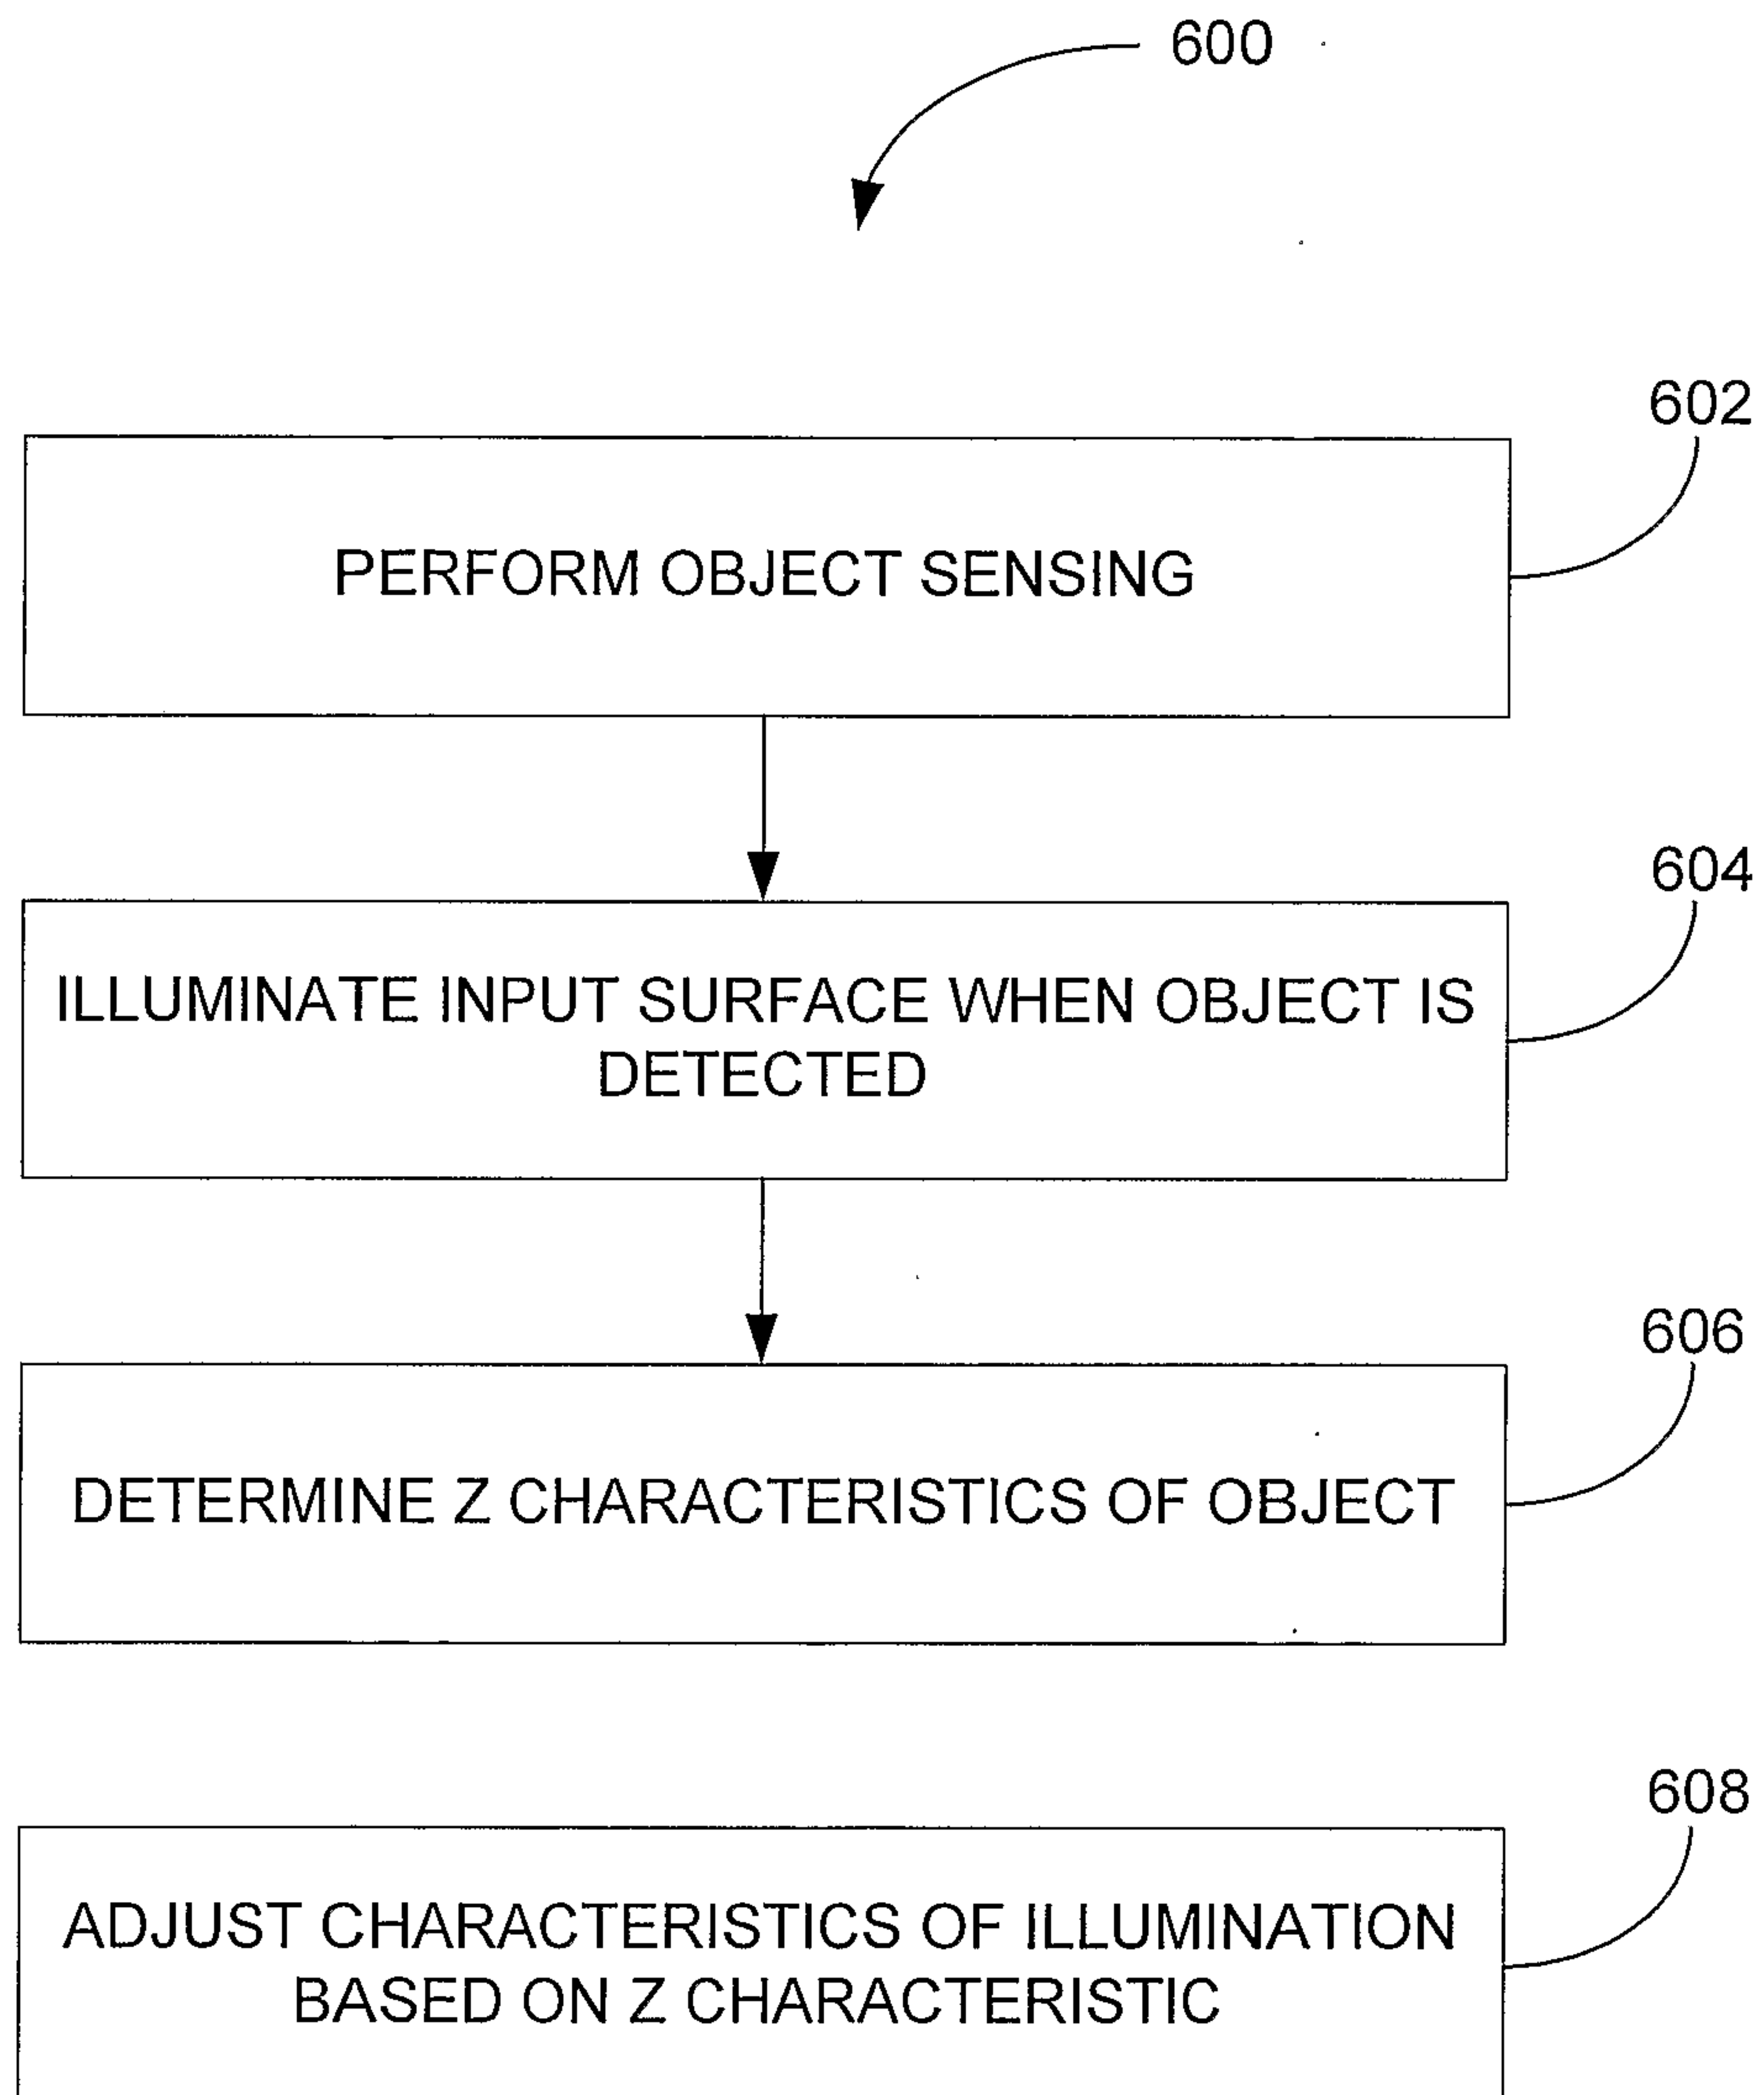 600
602
PERFORM OBJECT SENSING
604
ILLUMINATE INPUT SURFACE WHEN OBJECT IS
DETECTED
606
DETERMINE Z CHARACTERISTICS OF OBJECT
608
ADJUST CHARACTERISTICS OF ILLUMINATION
BASED ON Z CHARACTERISTIC